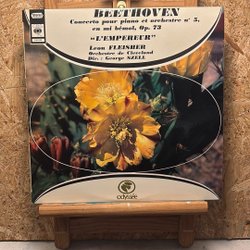 BEETHOVEN
Concerto pour piano et orchestre n° 5,
en mi bémol, Op. 73
"L'EMPEREUR"
Leon FLEISHER
Orchestre de Cleveland
Dir. : George SZELL
odyssée